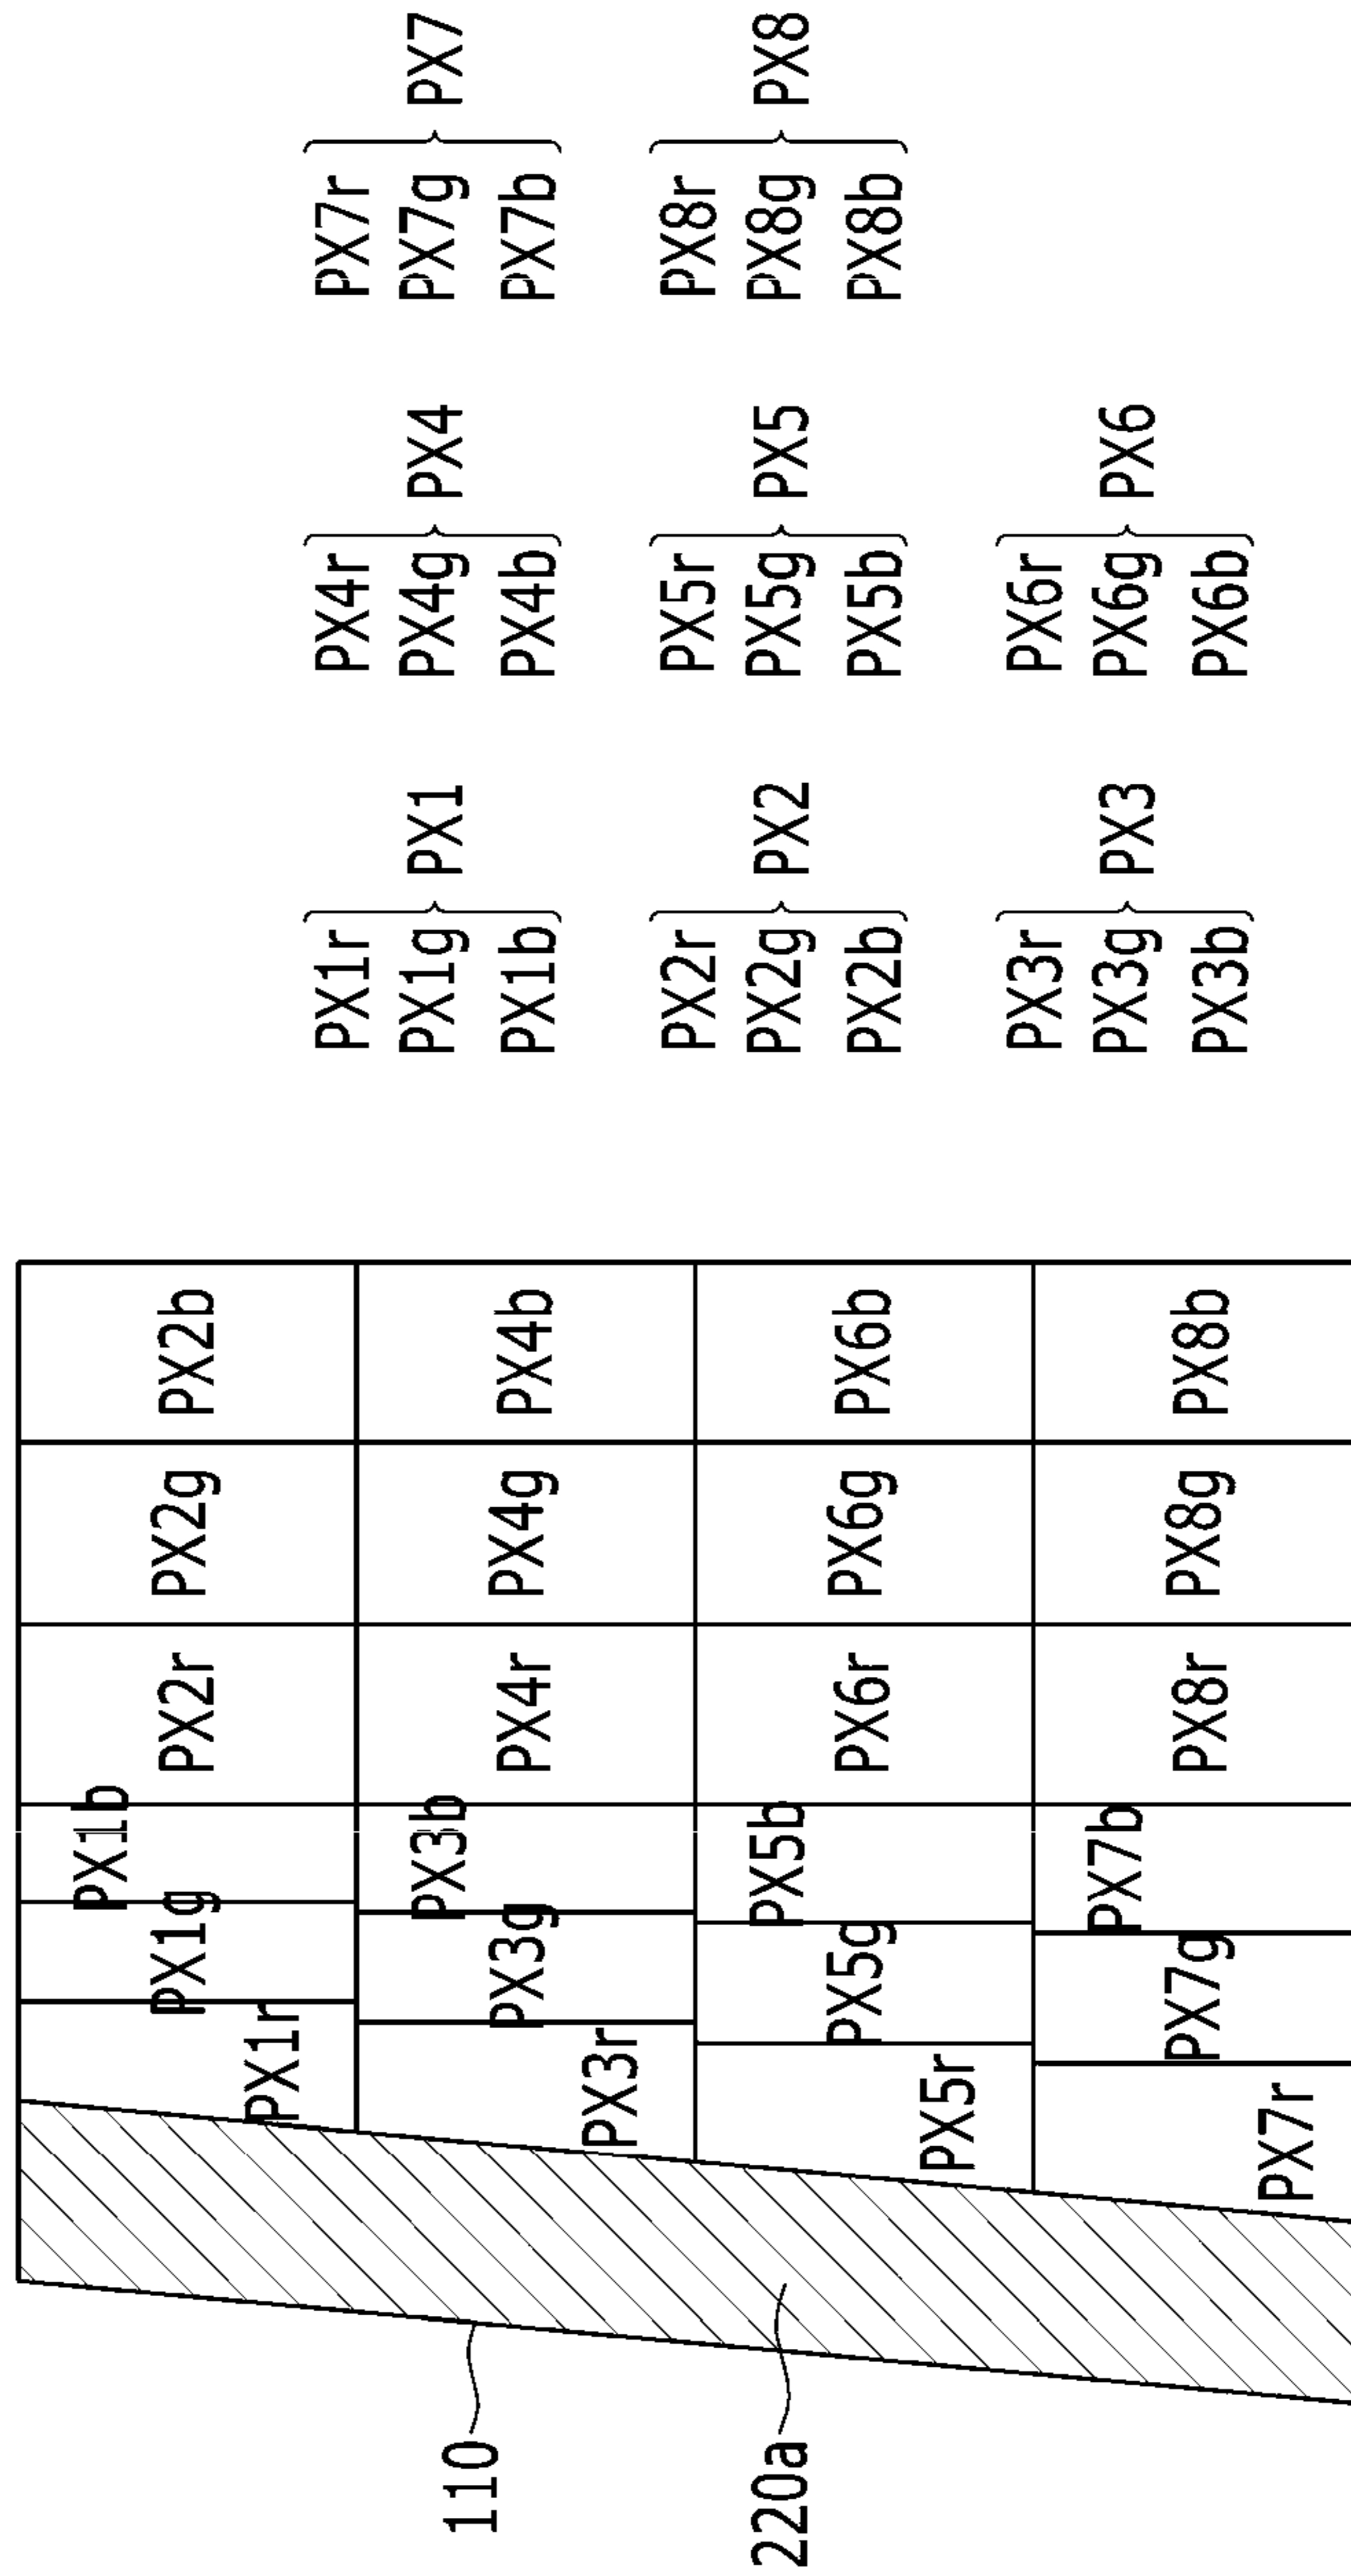 110
220a
PX1r PX1g PX1b PX2r PX2g PX2b
PX3r PX3g PX3b PX4r PX4g PX4b
PX5r PX5g PX5b PX6r PX6g PX6b
PX7r PX7g PX7b PX8r PX8g PX8b
PX1r
PX1g
PX1b
PX1
PX2r
PX2g
PX2b
PX2
PX3r
PX3g
PX3b
PX3
PX4r
PX4g
PX4b
PX4
PX5r
PX5g
PX5b
PX5
PX6r
PX6g
PX6b
PX6
PX7r
PX7g
PX7b
PX7
PX8r
PX8g
PX8b
PX8